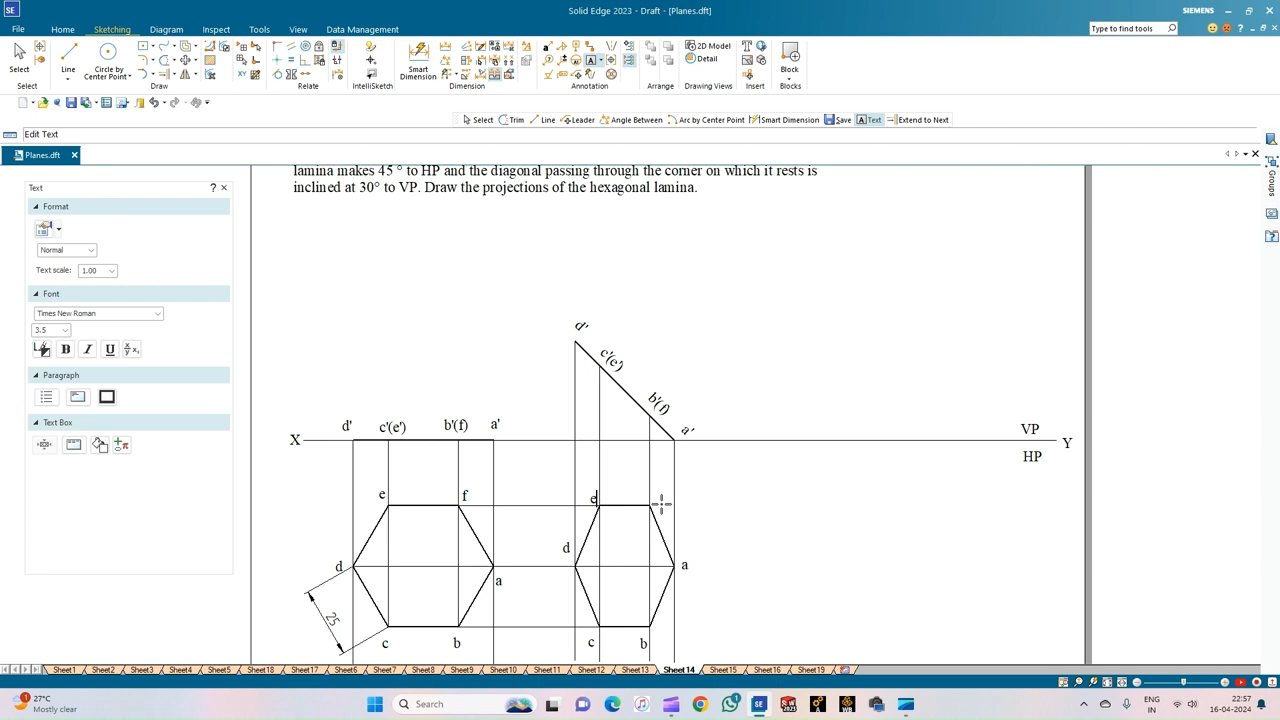 Solid Edge 2023 - Draft - [Planes.dft]
SIEMENS
File Home Sketching Diagram Inspect Tools View Data Management
Type to find tools
Select Line Circle by Center Point Smart Dimension 2D Model Detail Block
Select Draw Relate IntelliSketch Dimension Annotation Arrange Drawing Views Insert Blocks
Select Trim Line Leader Angle Between Arc by Center Point Smart Dimension Save Text Extend to Next
Edit Text
Planes.dft
Text
Format
Normal
Text scale: 1.00
Font
Times New Roman
3.5
B I U
Paragraph
Text Box
Groups
lamina makes 45 ° to HP and the diagonal passing through the corner on which it rests is
inclined at 30° to VP. Draw the projections of the hexagonal lamina.
d'
c'(e')
b'(f)
a'
d' c'(e') b'(f) a'
X
VP
Y
HP
e f
e
d
d a
a
25
c b
c b
Sheet1 Sheet2 Sheet3 Sheet4 Sheet5 Sheet18 Sheet17 Sheet6 Sheet7 Sheet8 Sheet9 Sheet10 Sheet11 Sheet12 Sheet13 Sheet14 Sheet15 Sheet16 Sheet19
27°C
Mostly clear
Search
ENG
IN
22:57
16-04-2024